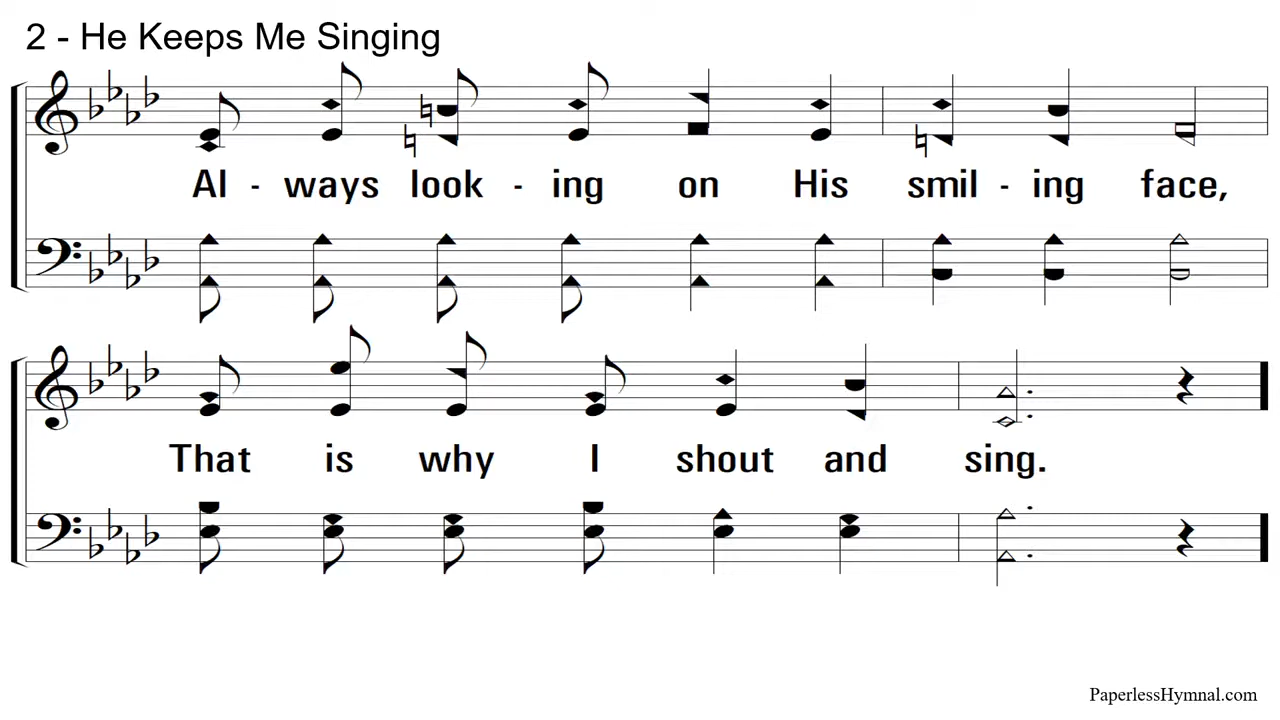 2 - He Keeps Me Singing
Al - ways look - ing on His smil - ing face,
That is why I shout and sing.
PaperlessHymnal.com